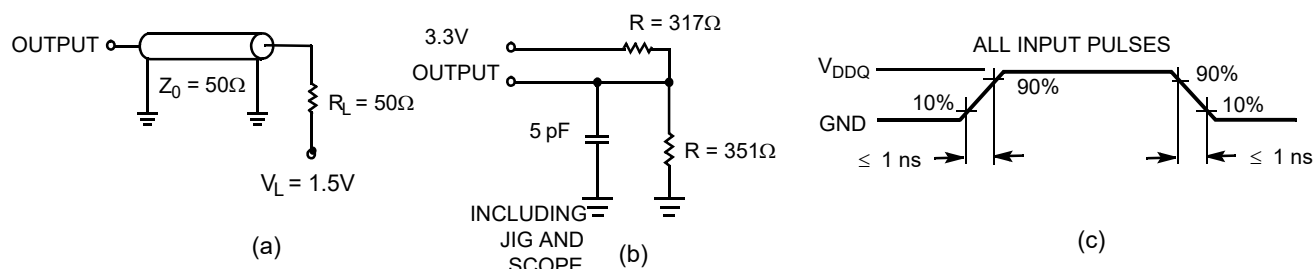 OUTPUT
Z0 = 50Ω
RL = 50Ω
VL = 1.5V
(a)
R = 317Ω
3.3V
OUTPUT
5 pF
R = 351Ω
INCLUDING
JIG AND
SCOPE
(b)
ALL INPUT PULSES
VDDQ
90%
10%
90%
10%
GND
≤ 1 ns
≤ 1 ns
(c)